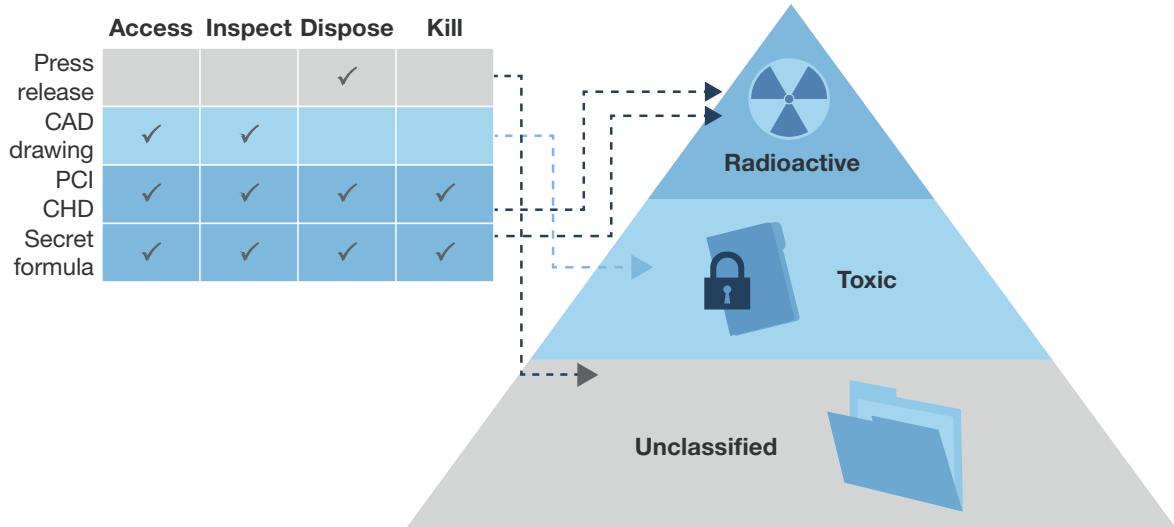 Access Inspect Dispose Kill
Press
release
CAD
drawing
PCI
CHD
Secret
formula
Radioactive
Toxic
Unclassified